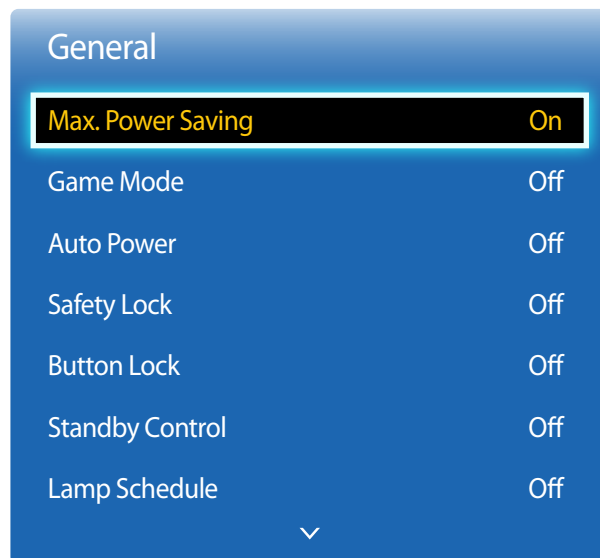 General
Max. Power Saving On
Game Mode Off
Auto Power Off
Safety Lock Off
Button Lock Off
Standby Control Off
Lamp Schedule Off